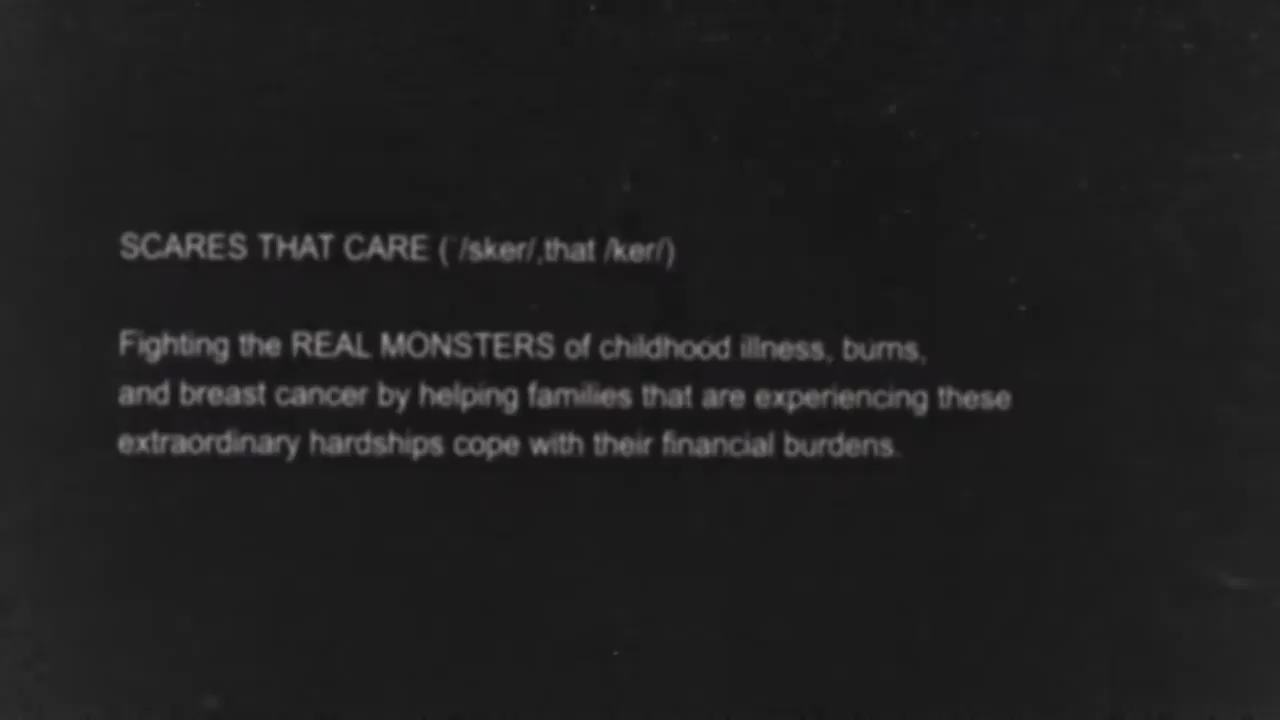 SCARES THAT CARE (¨/sker/,that /ker/)
Fighting the REAL MONSTERS of childhood illness, burns,
and breast cancer by helping families that are experiencing these
extraordinary hardships cope with their financial burdens.